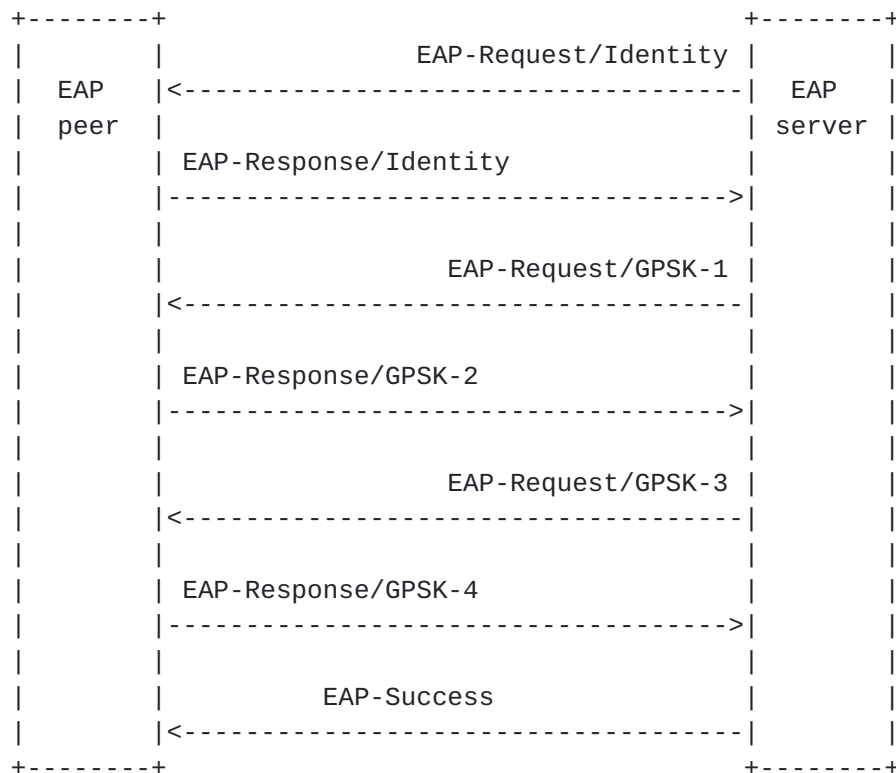 +--------+                                     +--------+
|        |                EAP-Request/Identity |        |
|  EAP   |<------------------------------------|  EAP   |
|  peer  |                                     | server |
|        | EAP-Response/Identity               |        |
|        |------------------------------------>|        |
|        |                                     |        |
|        |                  EAP-Request/GPSK-1 |        |
|        |<------------------------------------|        |
|        |                                     |        |
|        | EAP-Response/GPSK-2                 |        |
|        |------------------------------------>|        |
|        |                                     |        |
|        |                  EAP-Request/GPSK-3 |        |
|        |<------------------------------------|        |
|        |                                     |        |
|        | EAP-Response/GPSK-4                 |        |
|        |------------------------------------>|        |
|        |                                     |        |
|        |          EAP-Success                |        |
|        |<------------------------------------|        |
+--------+                                     +--------+